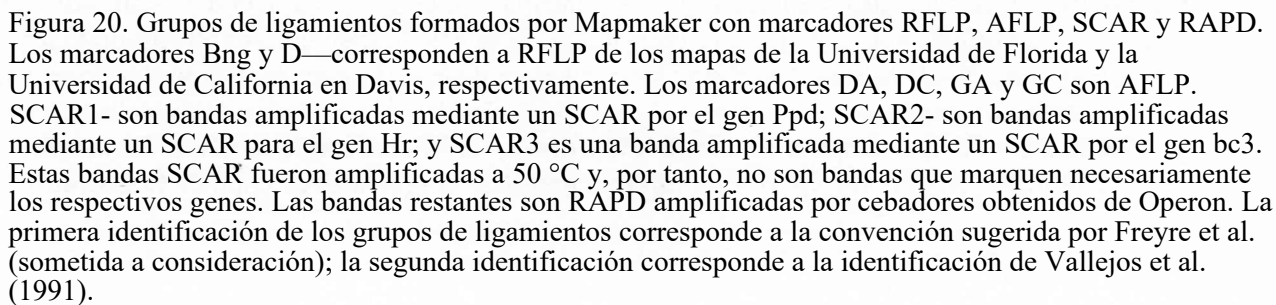 Figura 20. Grupos de ligamientos formados por Mapmaker con marcadores RFLP, AFLP, SCAR y RAPD.
Los marcadores Bng y D—corresponden a RFLP de los mapas de la Universidad de Florida y la
Universidad de California en Davis, respectivamente. Los marcadores DA, DC, GA y GC son AFLP.
SCAR1- son bandas amplificadas mediante un SCAR por el gen Ppd; SCAR2- son bandas amplificadas
mediante un SCAR para el gen Hr; y SCAR3 es una banda amplificada mediante un SCAR por el gen bc3.
Estas bandas SCAR fueron amplificadas a 50 °C y, por tanto, no son bandas que marquen necesariamente
los respectivos genes. Las bandas restantes son RAPD amplificadas por cebadores obtenidos de Operon. La
primera identificación de los grupos de ligamientos corresponde a la convención sugerida por Freyre et al.
(sometida a consideración); la segunda identificación corresponde a la identificación de Vallejos et al.
(1991).